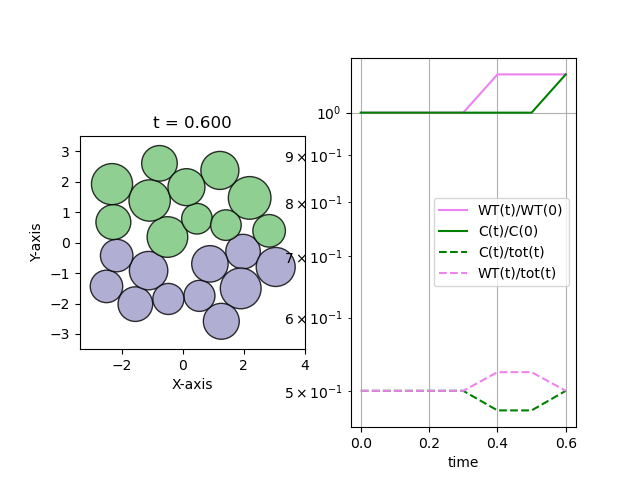 t = 0.600
Y-axis
3
2
1
0
−1
−2
−3
−2
0
2
4
X-axis
10⁰
9 × 10⁻¹
8 × 10⁻¹
7 × 10⁻¹
6 × 10⁻¹
5 × 10⁻¹
WT(t)/WT(0)
C(t)/C(0)
C(t)/tot(t)
WT(t)/tot(t)
0.0
0.2
0.4
0.6
time